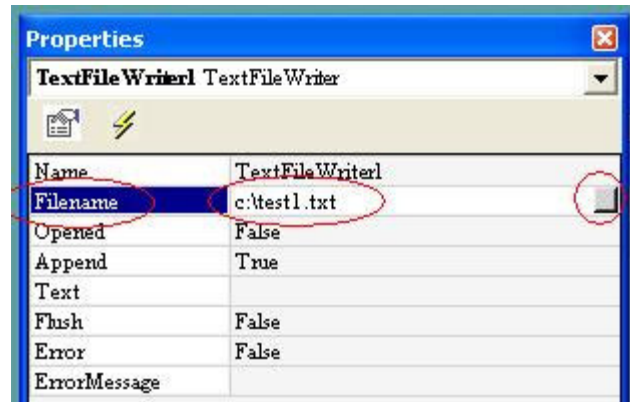 Properties
TextFileWriter1 TextFileWriter
Name TextFileWriter1
Filename c:\test1.txt
Opened False
Append True
Text
Flush False
Error False
ErrorMessage